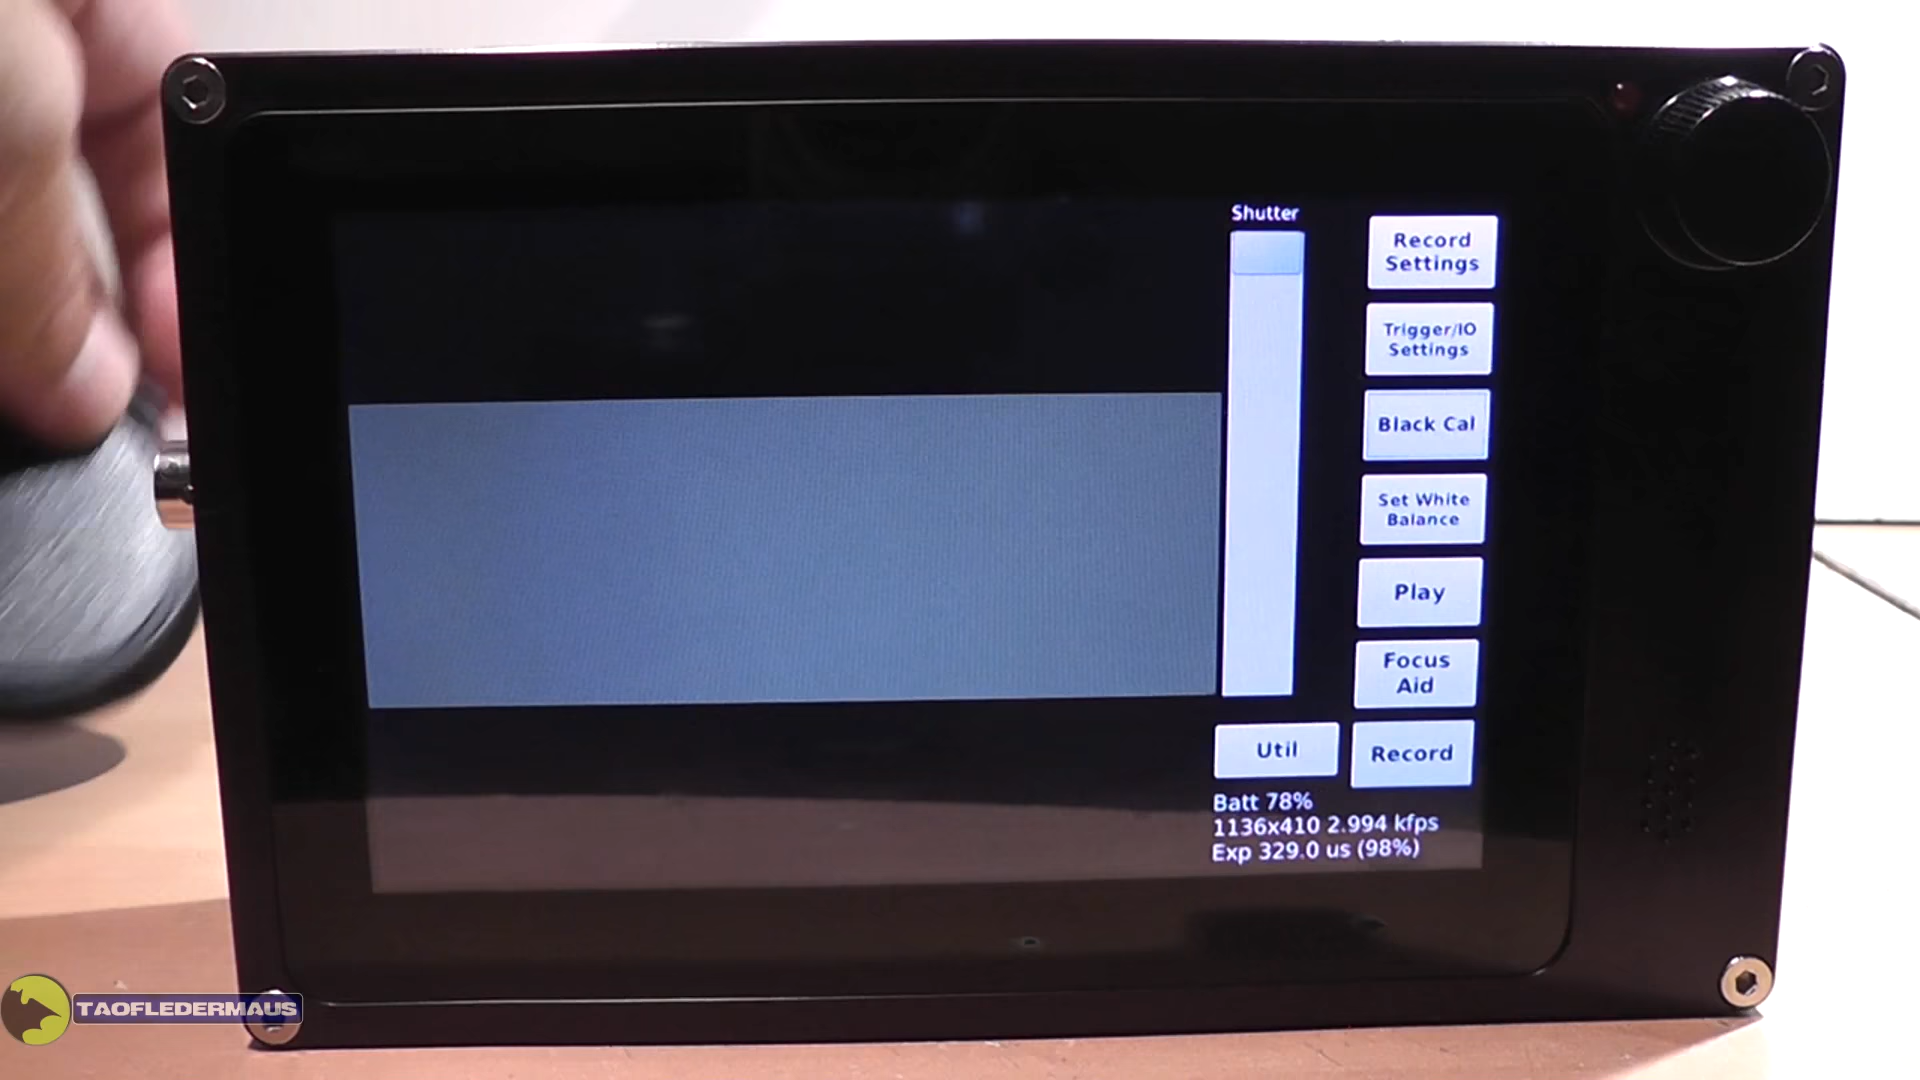 Shutter
Record
Settings
Trigger/IO
Settings
Black Cal
Set White
Balance
Play
Focus
Aid
Util
Record
Batt 78%
1136x410 2.994 kfps
Exp 329.0 us (98%)
TAOFLEDERMAUS